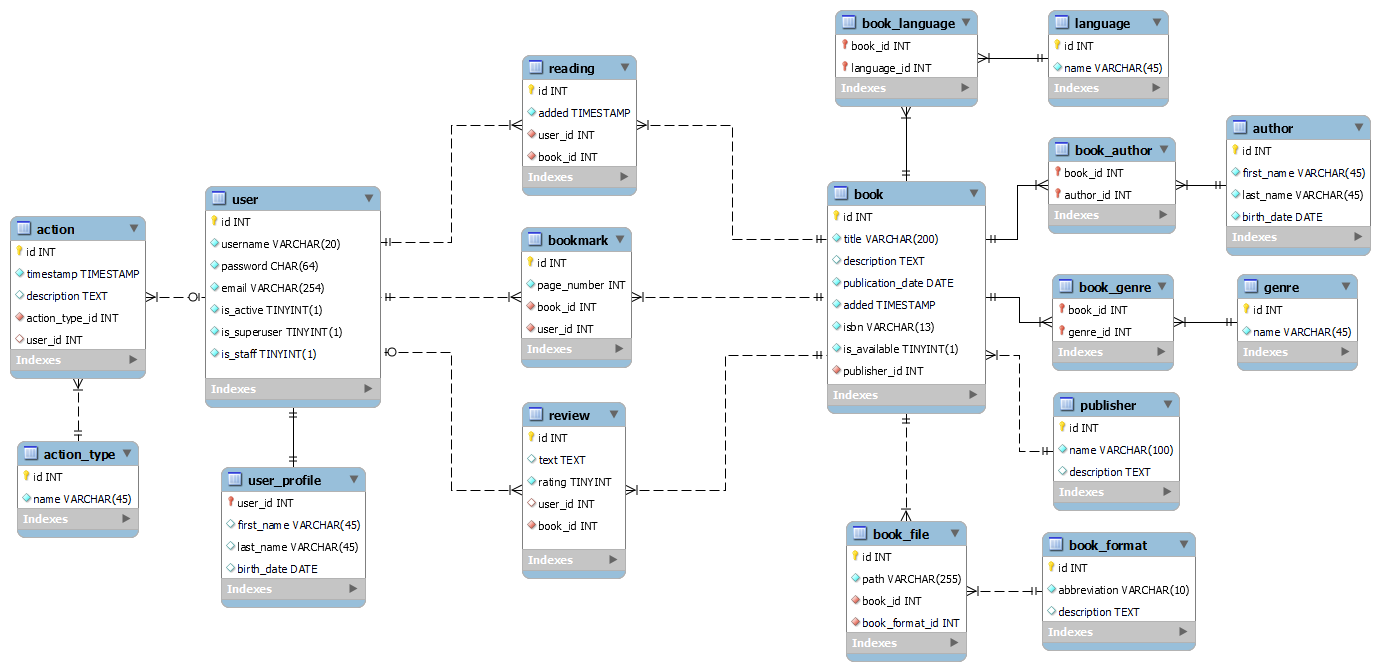 book_language
book_id INT
language_id INT
Indexes
language
id INT
name VARCHAR(45)
Indexes
reading
id INT
added TIMESTAMP
user_id INT
book_id INT
Indexes
book_author
book_id INT
author_id INT
Indexes
author
id INT
first_name VARCHAR(45)
last_name VARCHAR(45)
birth_date DATE
Indexes
user
id INT
username VARCHAR(20)
password CHAR(64)
email VARCHAR(254)
is_active TINYINT(1)
is_superuser TINYINT(1)
is_staff TINYINT(1)
Indexes
book
id INT
title VARCHAR(200)
description TEXT
publication_date DATE
added TIMESTAMP
isbn VARCHAR(13)
is_available TINYINT(1)
publisher_id INT
Indexes
action
id INT
timestamp TIMESTAMP
description TEXT
action_type_id INT
user_id INT
Indexes
bookmark
id INT
page_number INT
book_id INT
user_id INT
Indexes
book_genre
book_id INT
genre_id INT
Indexes
genre
id INT
name VARCHAR(45)
Indexes
review
id INT
text TEXT
rating TINYINT
user_id INT
book_id INT
Indexes
publisher
id INT
name VARCHAR(100)
description TEXT
Indexes
action_type
id INT
name VARCHAR(45)
Indexes
user_profile
user_id INT
first_name VARCHAR(45)
last_name VARCHAR(45)
birth_date DATE
Indexes
book_file
id INT
path VARCHAR(255)
book_id INT
book_format_id INT
Indexes
book_format
id INT
abbreviation VARCHAR(10)
description TEXT
Indexes